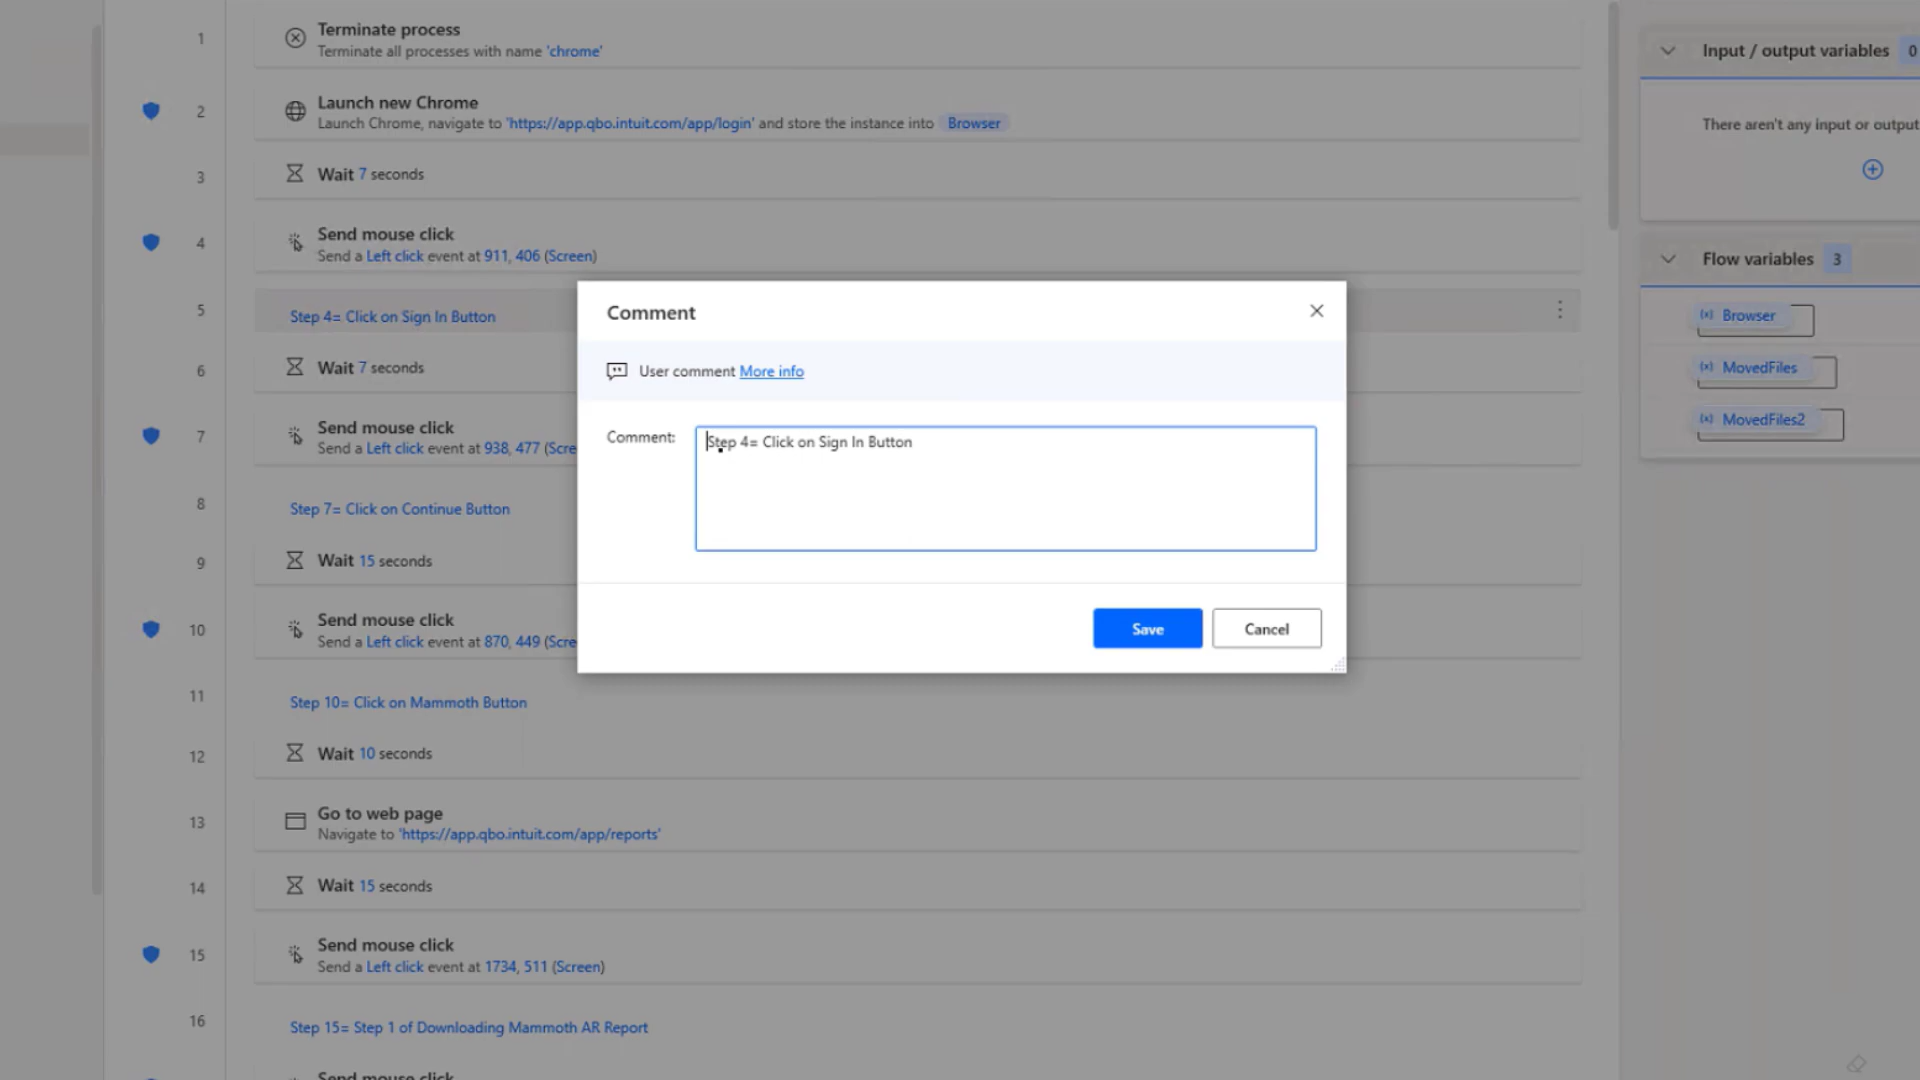 1
Terminate process
Terminate all processes with name 'chrome'
2
Launch new Chrome
Launch Chrome, navigate to 'https://app.qbo.intuit.com/app/login' and store the instance into Browser
3
Wait 7 seconds
4
Send mouse click
Send a Left click event at 911, 406 (Screen)
5
Step 4= Click on Sign In Button
6
Wait 7 seconds
7
Send mouse click
Send a Left click event at 938, 477 (Scre
8
Step 7= Click on Continue Button
9
Wait 15 seconds
10
Send mouse click
Send a Left click event at 870, 449 (Scre
11
Step 10= Click on Mammoth Button
12
Wait 10 seconds
13
Go to web page
Navigate to 'https://app.qbo.intuit.com/app/reports'
14
Wait 15 seconds
15
Send mouse click
Send a Left click event at 1734, 511 (Screen)
16
Step 15= Step 1 of Downloading Mammoth AR Report
Send mouse click
Comment
User comment More info
Comment:
Step 4= Click on Sign In Button
Save
Cancel
Input / output variables 0
There aren't any input or output
Flow variables 3
(x) Browser
(x) MovedFiles
(x) MovedFiles2